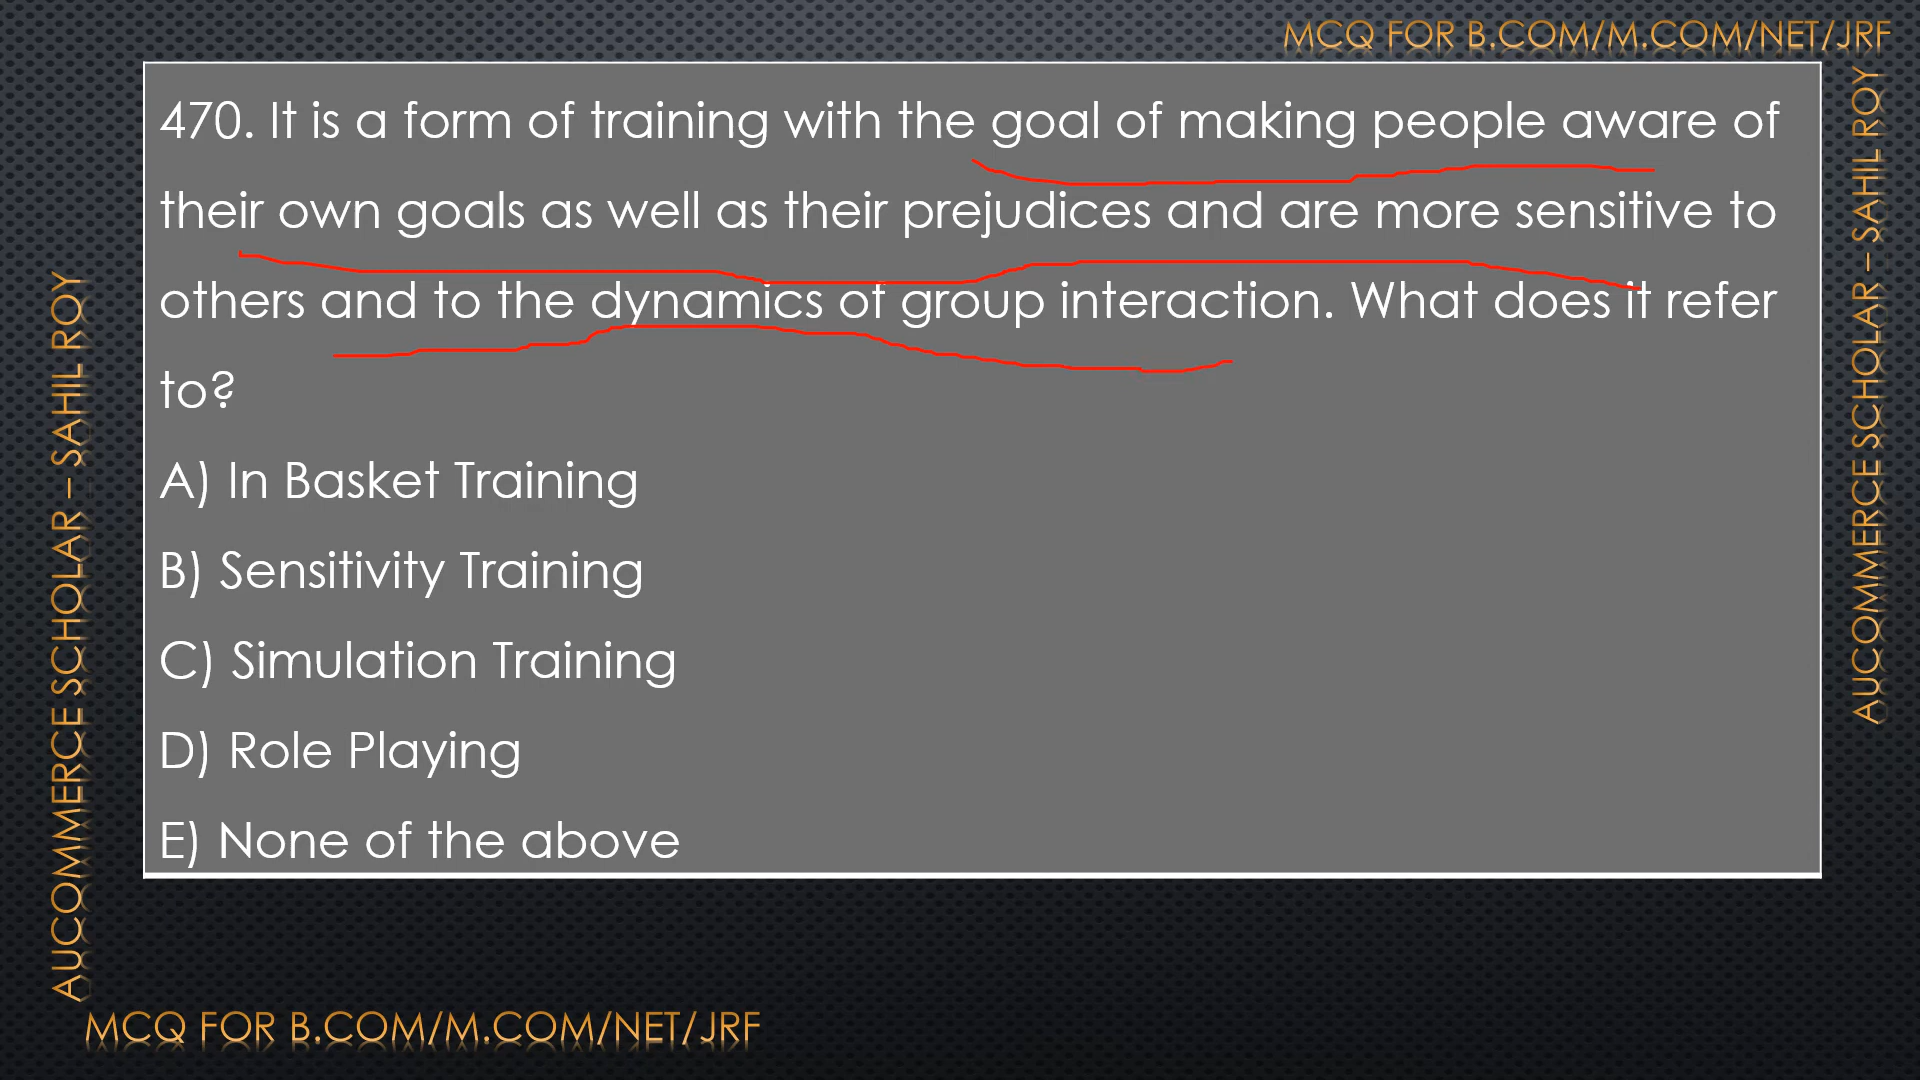 MCQ FOR B.COM/M.COM/NET/JRF
470. It is a form of training with the goal of making people aware of
their own goals as well as their prejudices and are more sensitive to
others and to the dynamics of group interaction. What does it refer
to?
A) In Basket Training
B) Sensitivity Training
C) Simulation Training
D) Role Playing
E) None of the above
AUCOMMERCE SCHOLAR – SAHIL ROY
AUCOMMERCE SCHOLAR – SAHIL ROY
MCQ FOR B.COM/M.COM/NET/JRF